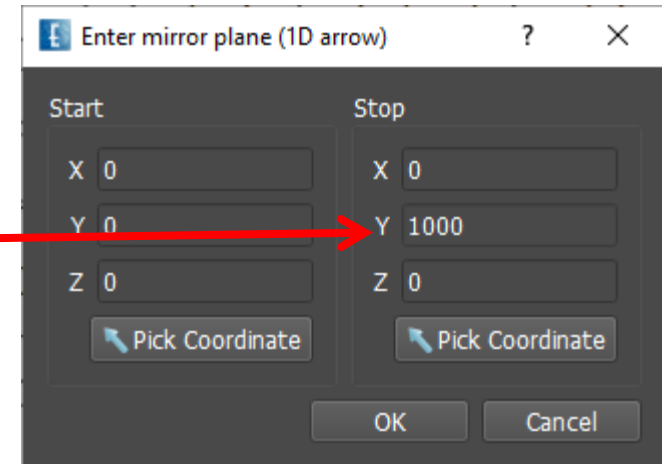 Enter mirror plane (1D arrow) ? ×
Start Stop
X 0 X 0
Y 0 Y 1000
Z 0 Z 0
Pick Coordinate Pick Coordinate
OK Cancel